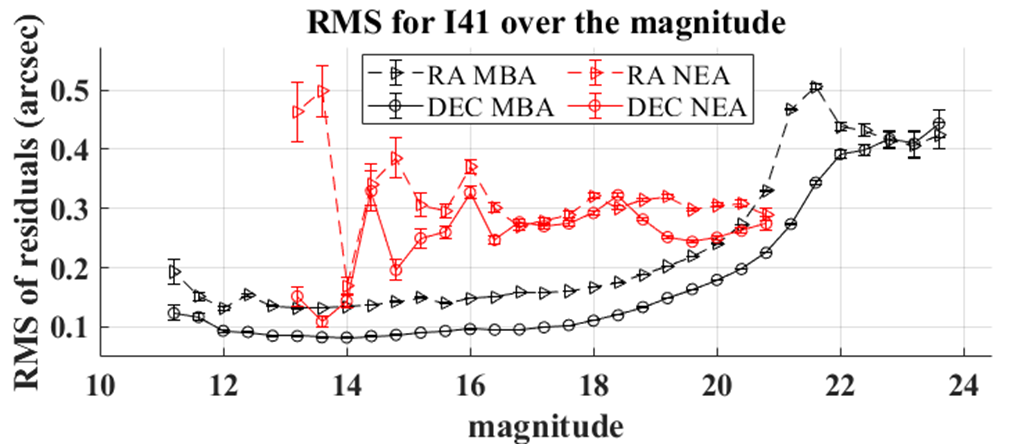 RMS for I41 over the magnitude
RA MBA
RA NEA
DEC MBA
DEC NEA
RMS of residuals (arcsec)
0.5
0.4
0.3
0.2
0.1
10 12 14 16 18 20 22 24
magnitude